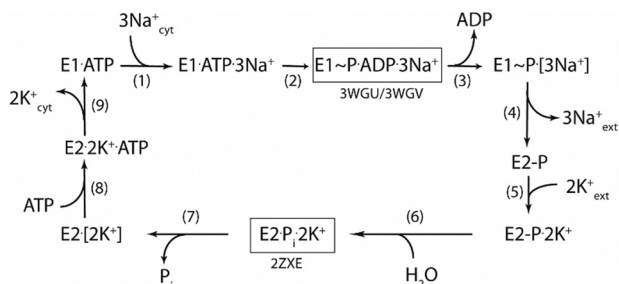 3Na⁺cyt
ADP
E1·ATP
(1)
E1·ATP·3Na⁺
(2)
E1~P·ADP·3Na⁺
(3)
E1~P·[3Na⁺]
3WGU/3WGV
2K⁺cyt
(9)
(4)
3Na⁺ext
E2·2K⁺·ATP
E2-P
(8)
(5)
2K⁺ext
ATP
(7)
(6)
E2·[2K⁺]
E2·Pi·2K⁺
E2-P·2K⁺
2ZXE
Pi
H2O